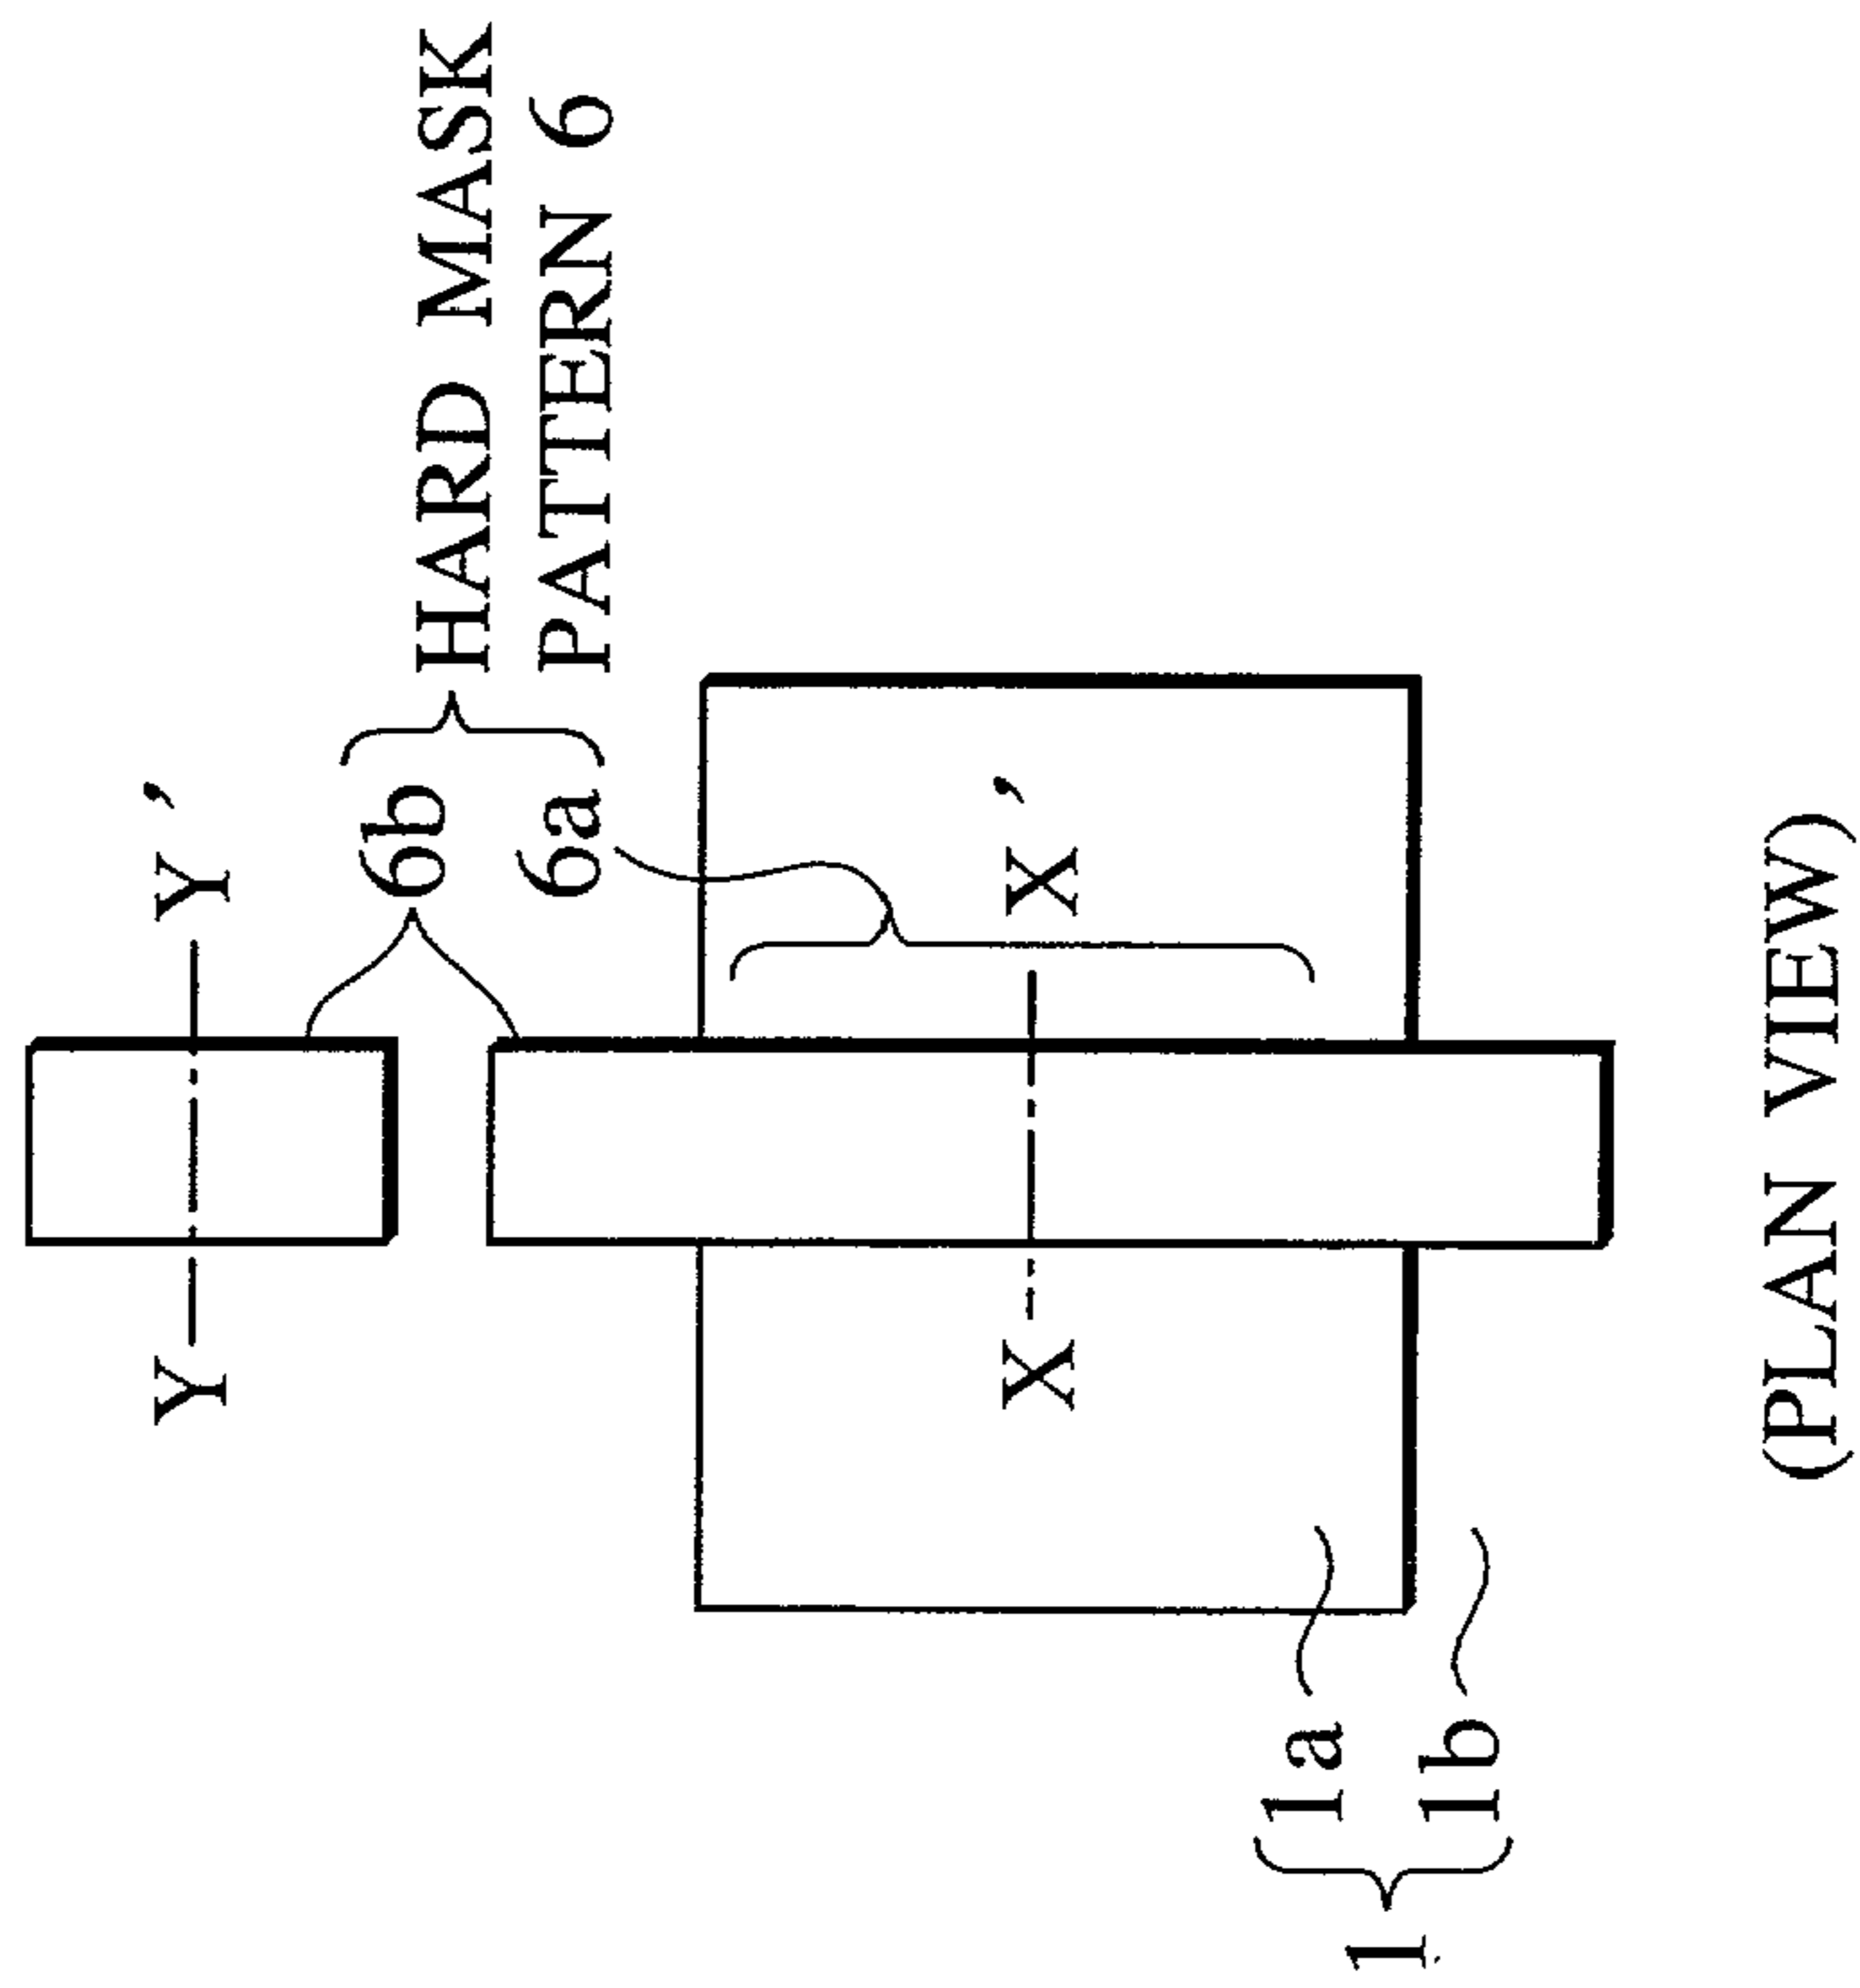 HARD MASK
PATTERN 6
6b
6a
Y
Y'
X
X'
1
1a
1b
(PLAN VIEW)